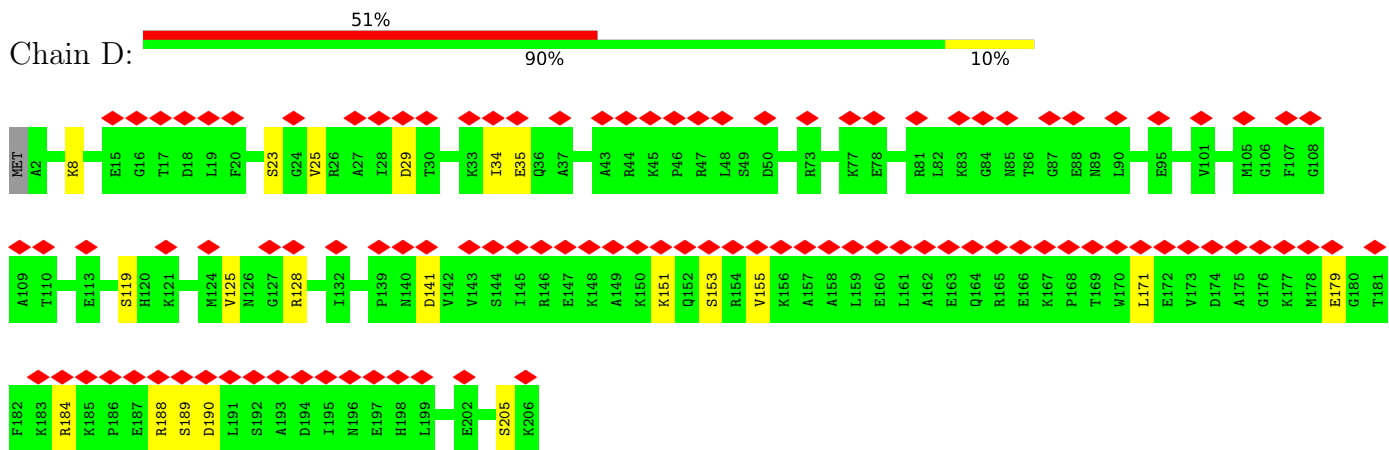 51%
Chain D:
90% 10%
MET A2 K8 E15 G16 T17 D18 L19 F20 S23 G24 V25 R26 A27 I28 D29 T30 K33 I34 E35 Q36 A37 A43 R44 K45 P46 R47 L48 S49 D50 R73 K77 E78 R81 L82 K83 G84 N85 T86 G87 E88 N89 L90 E95 V101 M105 G106 F107 G108
A109 T110 E113 S119 H120 K121 M124 V125 N126 G127 R128 I132 P139 N140 D141 V142 V143 S144 I145 R146 E147 K148 A149 K150 K151 Q152 S153 R154 V155 K156 A157 A158 L159 E160 L161 A162 E163 Q164 R165 E166 K167 P168 T169 W170 L171 E172 V173 D174 A175 G176 K177 M178 E179 G180 T181
F182 K183 R184 K185 P186 E187 R188 S189 D190 L191 S192 A193 D194 I195 N196 E197 H198 L199 E202 S205 K206